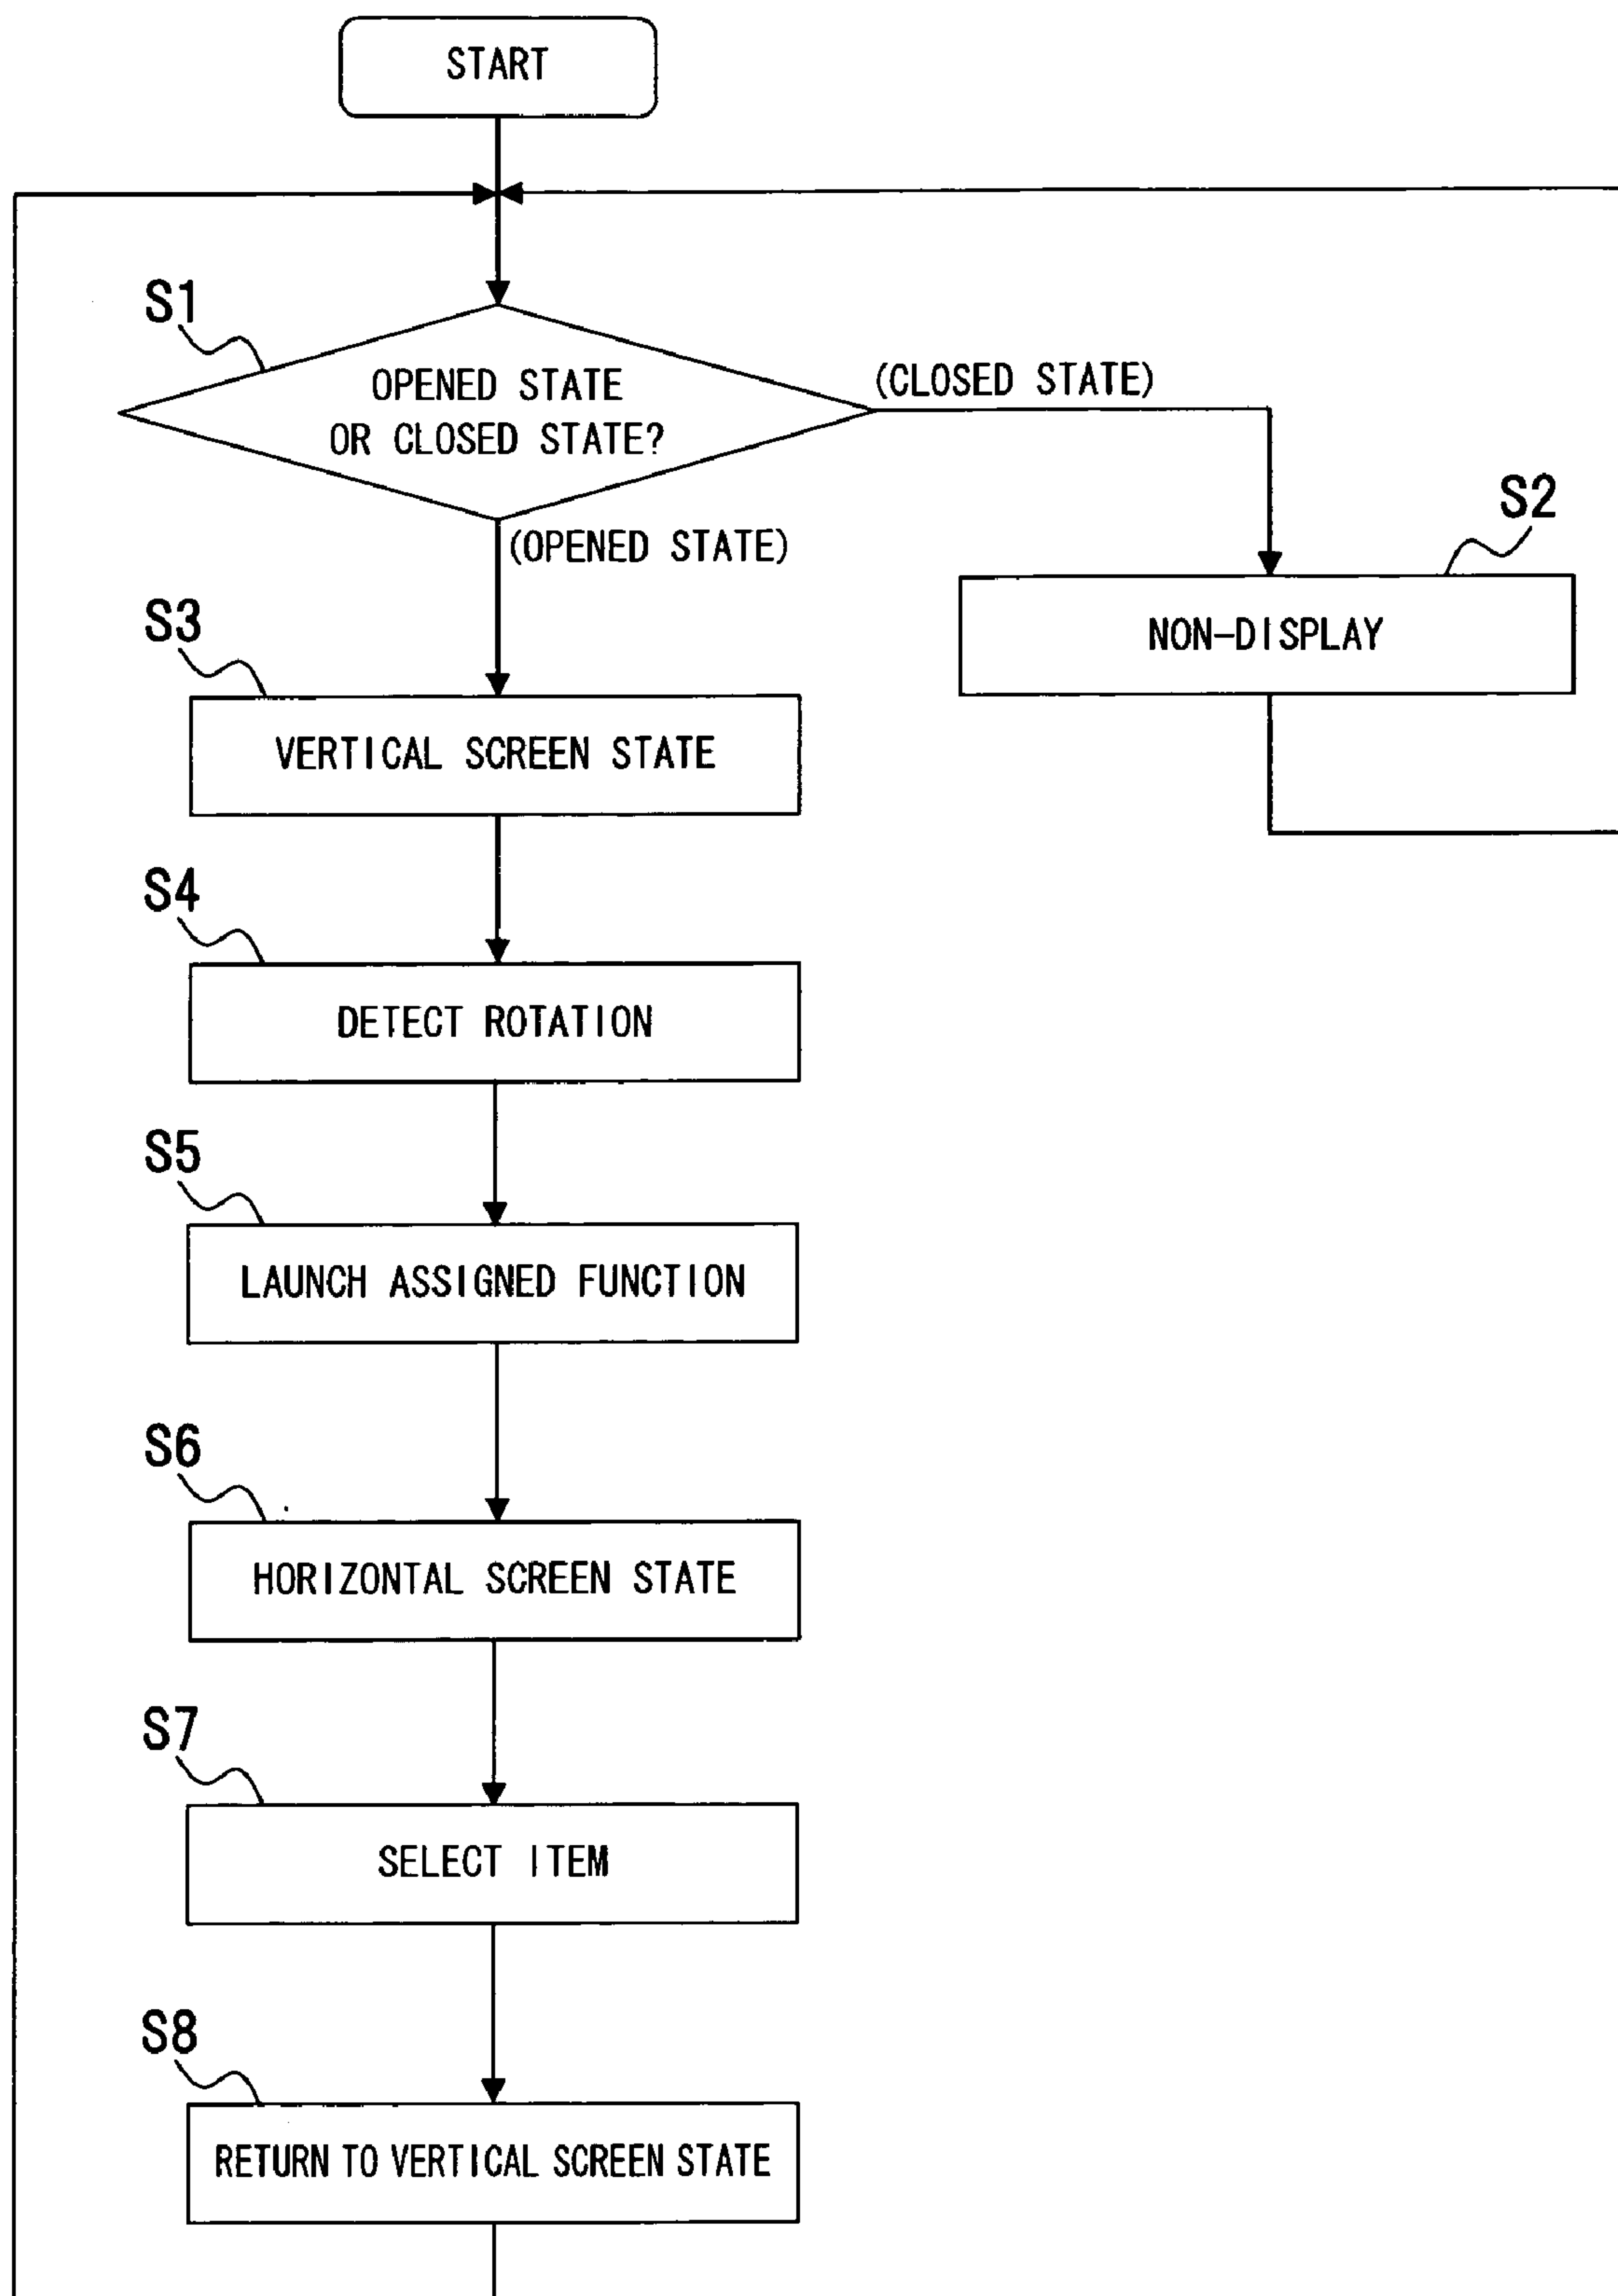 START
S1
OPENED STATE
OR CLOSED STATE?
(CLOSED STATE)
(OPENED STATE)
S2
NON-DISPLAY
S3
VERTICAL SCREEN STATE
S4
DETECT ROTATION
S5
LAUNCH ASSIGNED FUNCTION
S6
HORIZONTAL SCREEN STATE
S7
SELECT ITEM
S8
RETURN TO VERTICAL SCREEN STATE